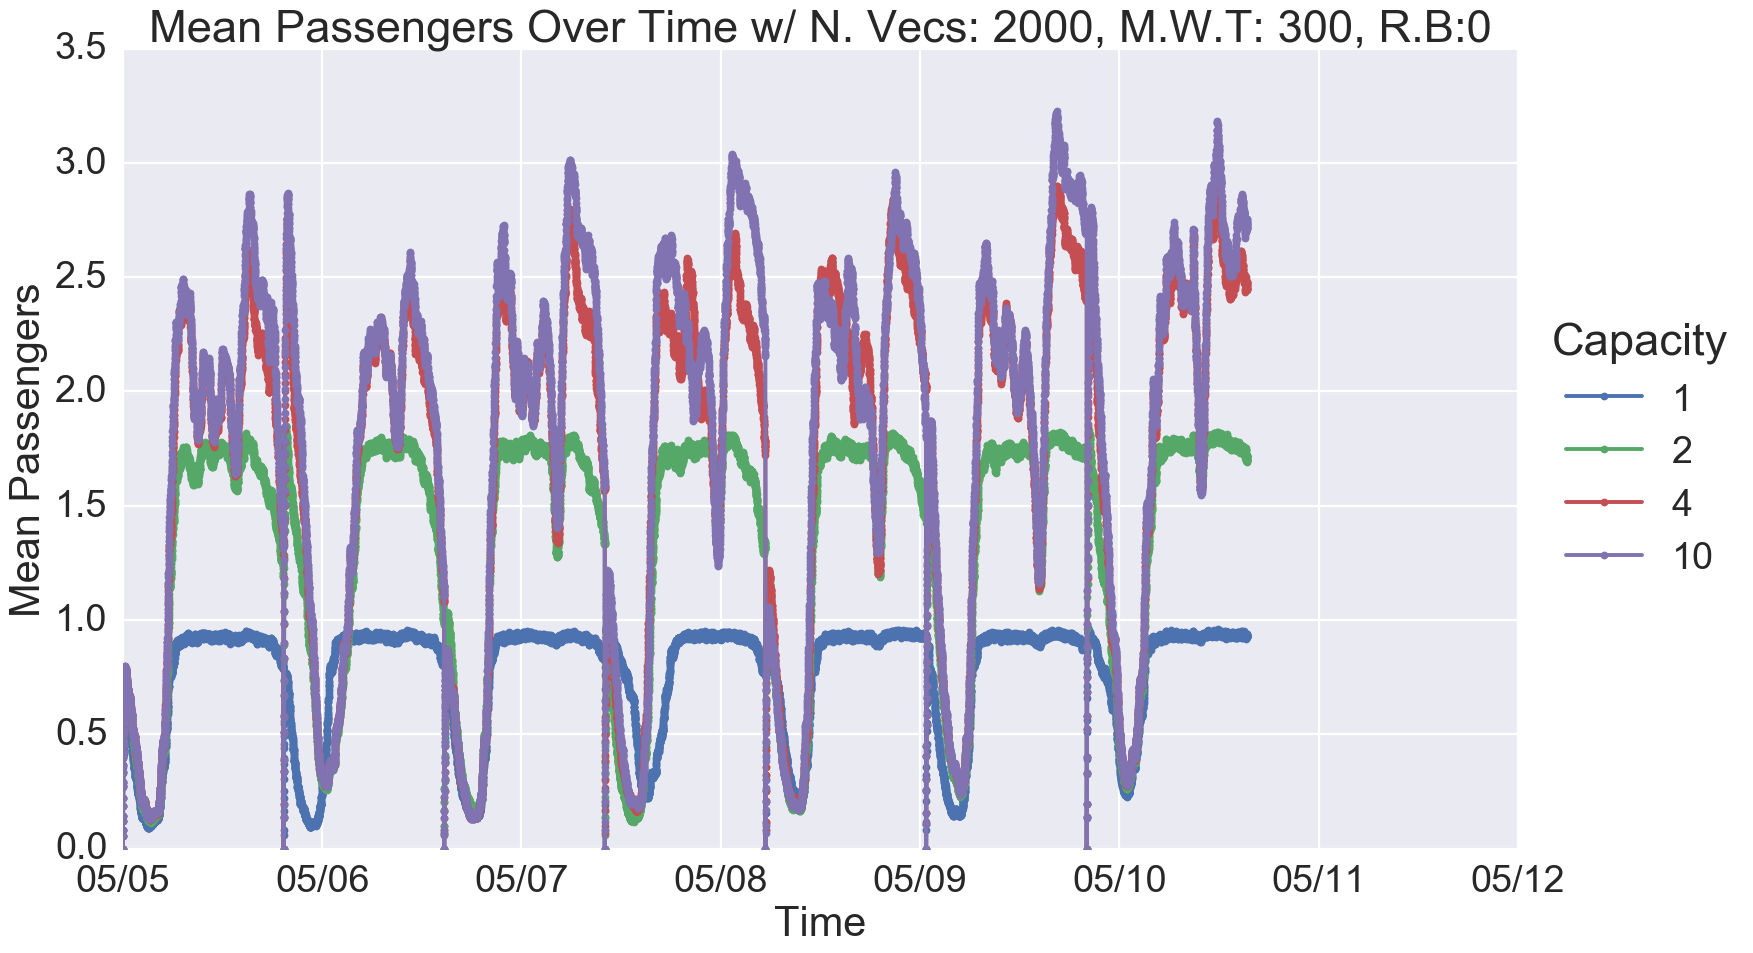 Mean Passengers Over Time w/ N. Vecs: 2000, M.W.T: 300, R.B:0
3.5
3.0
2.5
2.0
1.5
1.0
0.5
0.0
Mean Passengers
05/05 05/06 05/07 05/08 05/09 05/10 05/11 05/12
Time
Capacity
1
2
4
10